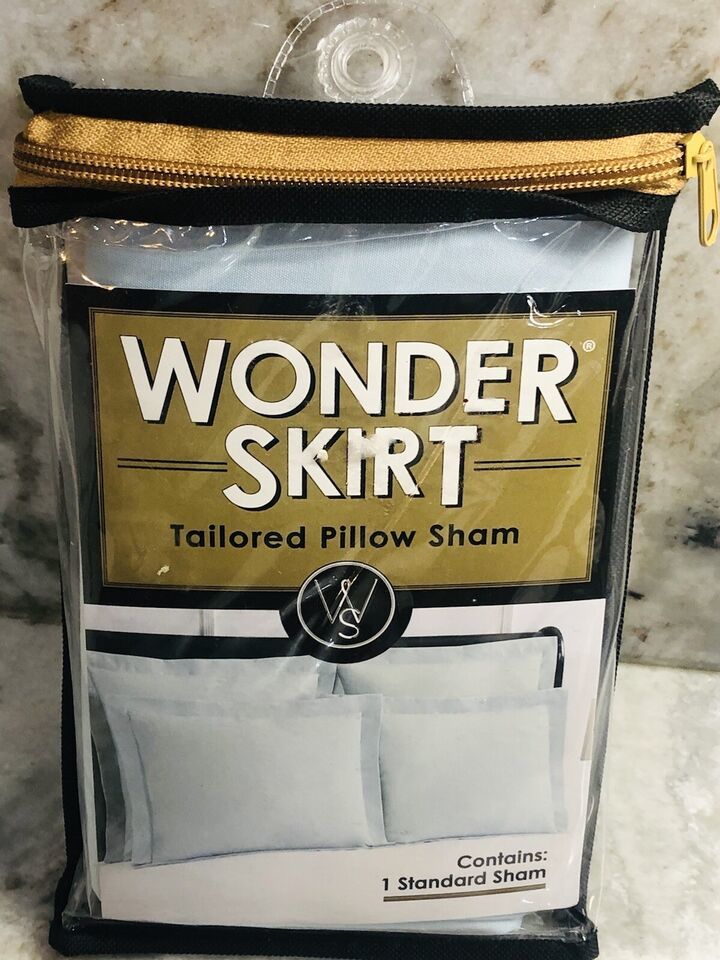 WONDER®
SKIRT
Tailored Pillow Sham
WS
Contains:
1 Standard Sham